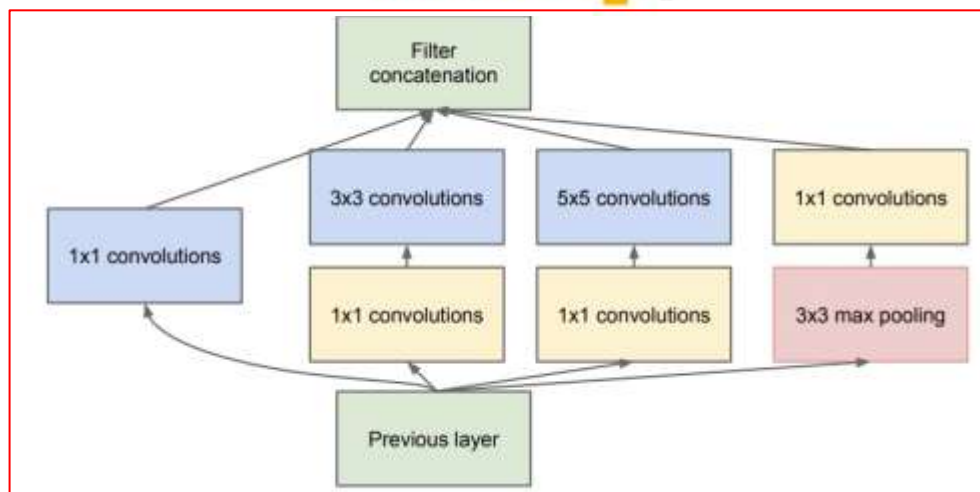 Filter
concatenation
3x3 convolutions
5x5 convolutions
1x1 convolutions
1x1 convolutions
1x1 convolutions
1x1 convolutions
3x3 max pooling
Previous layer